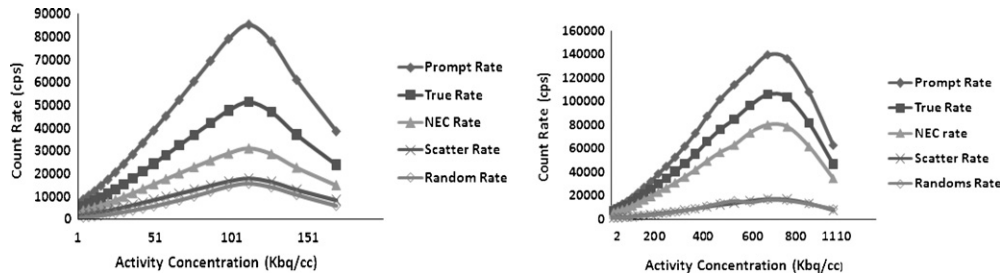 90000
80000
70000
60000
50000
40000
30000
20000
10000
0
Count Rate (cps)
1 51 101 151
Activity Concentration (Kbq/cc)
Prompt Rate
True Rate
NEC Rate
Scatter Rate
Random Rate
160000
140000
120000
100000
80000
60000
40000
20000
0
Count Rate (cps)
2 200 400 600 800 1110
Activity Concentration (Kbq/cc)
Prompt Rate
True Rate
NEC rate
Scatter Rate
Randoms Rate